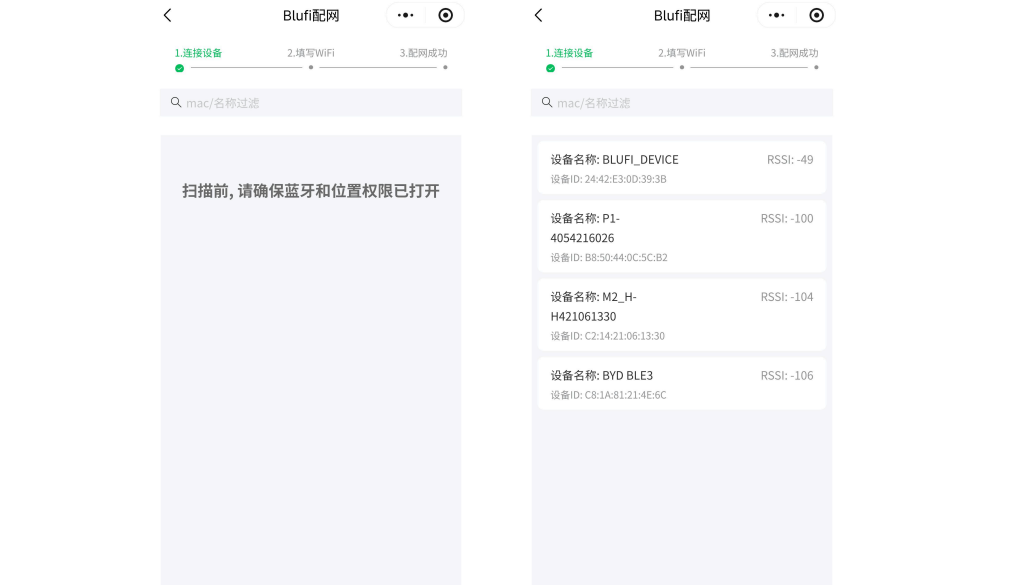 Blufi配网
1.连接设备
2.填写WiFi
3.配网成功
mac/名称过滤
扫描前, 请确保蓝牙和位置权限已打开
Blufi配网
1.连接设备
2.填写WiFi
3.配网成功
mac/名称过滤
设备名称: BLUFI_DEVICE
RSSI: -49
设备ID: 24:42:E3:0D:39:3B
设备名称: P1-
4054216026
RSSI: -100
设备ID: B8:50:44:0C:5C:B2
设备名称: M2_H-
H421061330
RSSI: -104
设备ID: C2:14:21:06:13:30
设备名称: BYD BLE3
RSSI: -106
设备ID: C8:1A:81:21:4E:6C